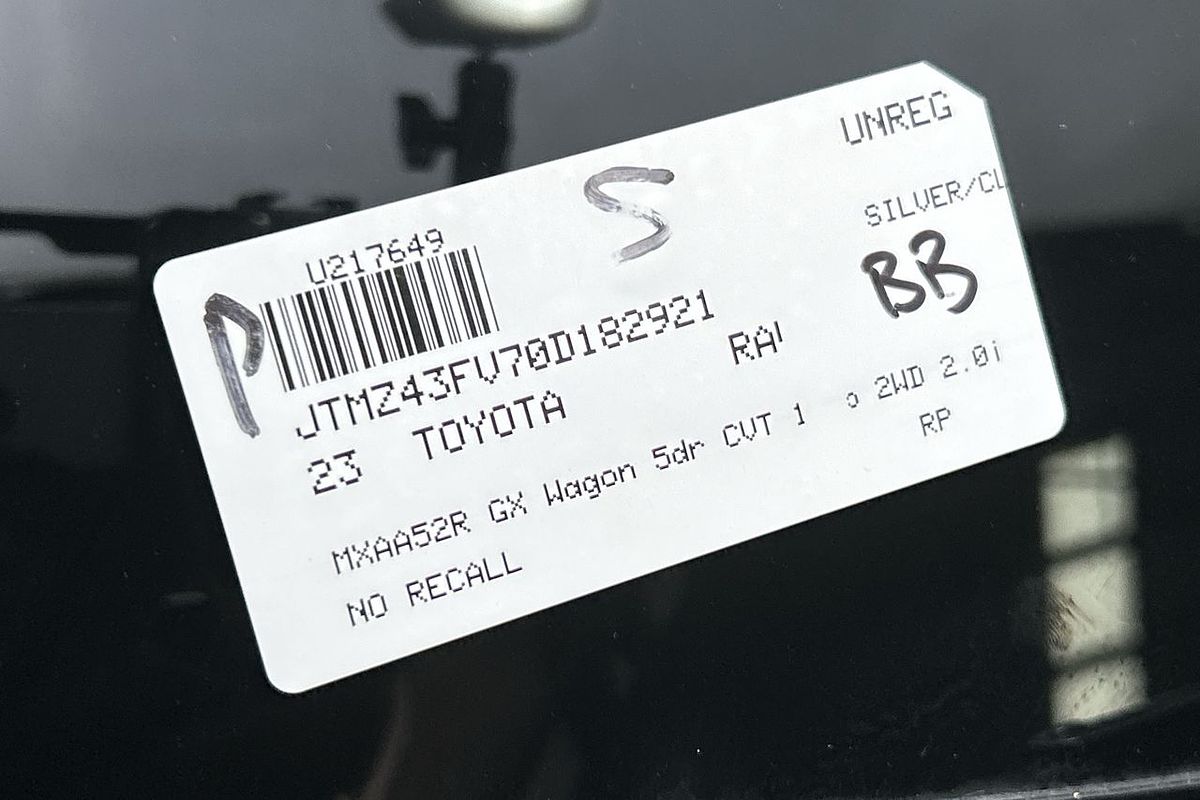 UNREG
S
SILVER/CL
U217649
P
BB
JTMZ43FV70D182921
23 TOYOTA
MXAA52R GX Wagon 5dr CVT 1 2WD 2.0i
RP
NO RECALL